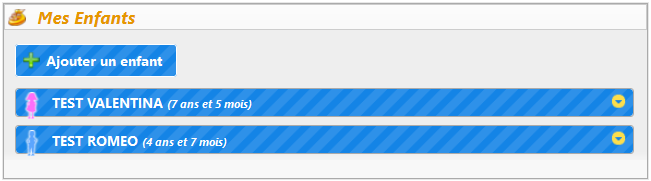 Mes Enfants
Ajouter un enfant
TEST VALENTINA (7 ans et 5 mois)
TEST ROMEO (4 ans et 7 mois)